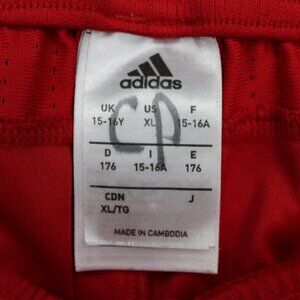 adidas
UK US F
15-16Y XL 15-16A
CP
D I E
176 15-16A 176
CDN J
XL/TG
MADE IN CAMBODIA